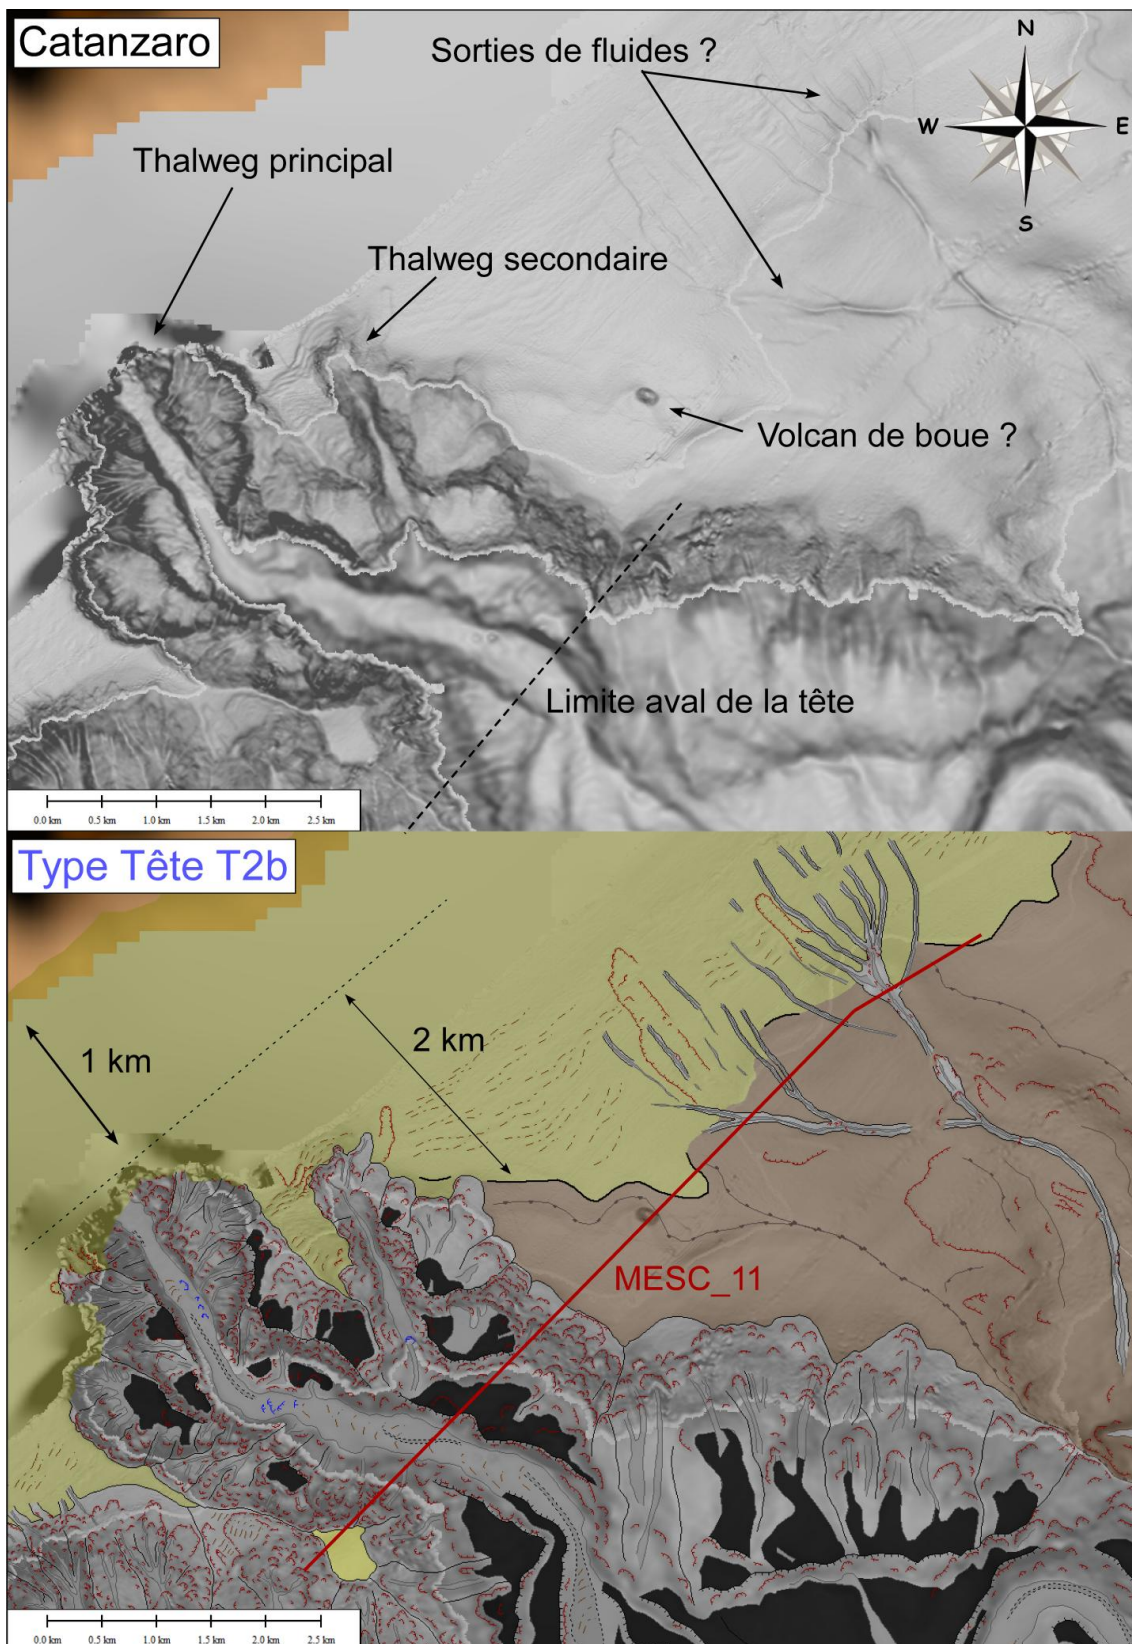 Catanzaro
Sorties de fluides ?
N
W
E
S
Thalweg principal
Thalweg secondaire
Volcan de boue ?
Limite aval de la tête
0.0 km 0.5 km 1.0 km 1.5 km 2.0 km 2.5 km
Type Tête T2b
1 km
2 km
MESC_11
0.0 km 0.5 km 1.0 km 1.5 km 2.0 km 2.5 km